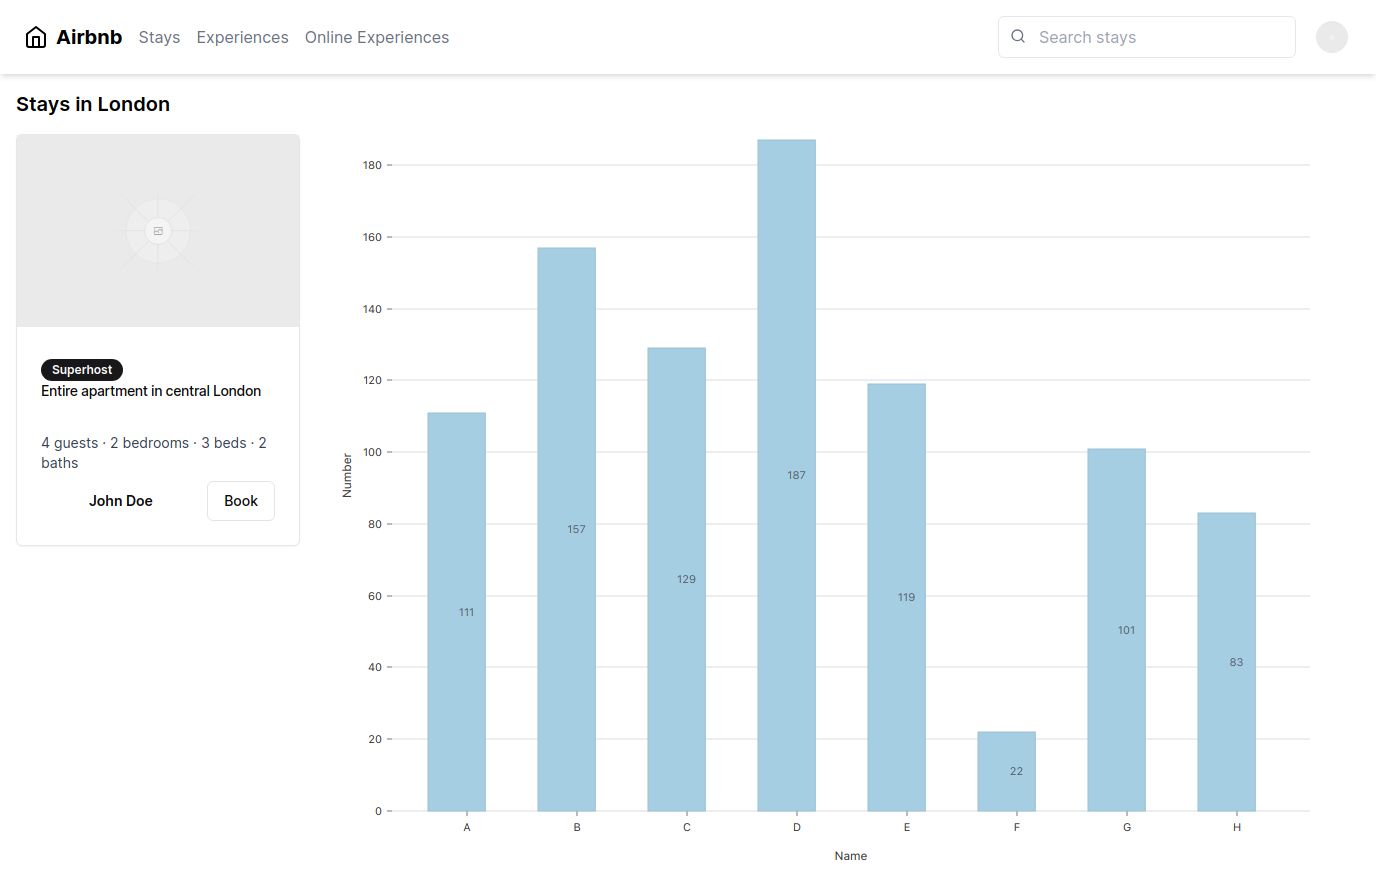 Airbnb Stays Experiences Online Experiences Search stays
Stays in London
Superhost
Entire apartment in central London
4 guests · 2 bedrooms · 3 beds · 2
baths
John Doe Book
180
160
140
120
100
80
60
40
20
0
Number
111
157
129
187
119
22
101
83
A B C D E F G H
Name